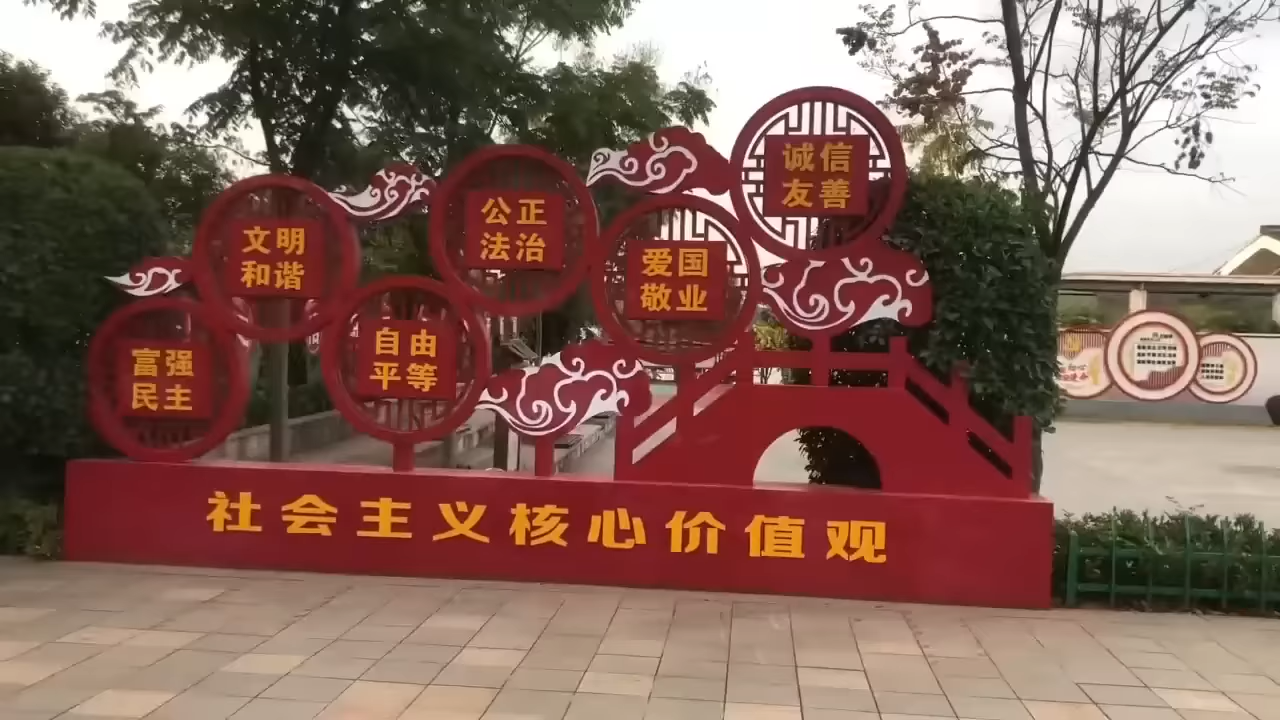 富强
民主
文明
和谐
自由
平等
公正
法治
爱国
敬业
诚信
友善
社会主义核心价值观